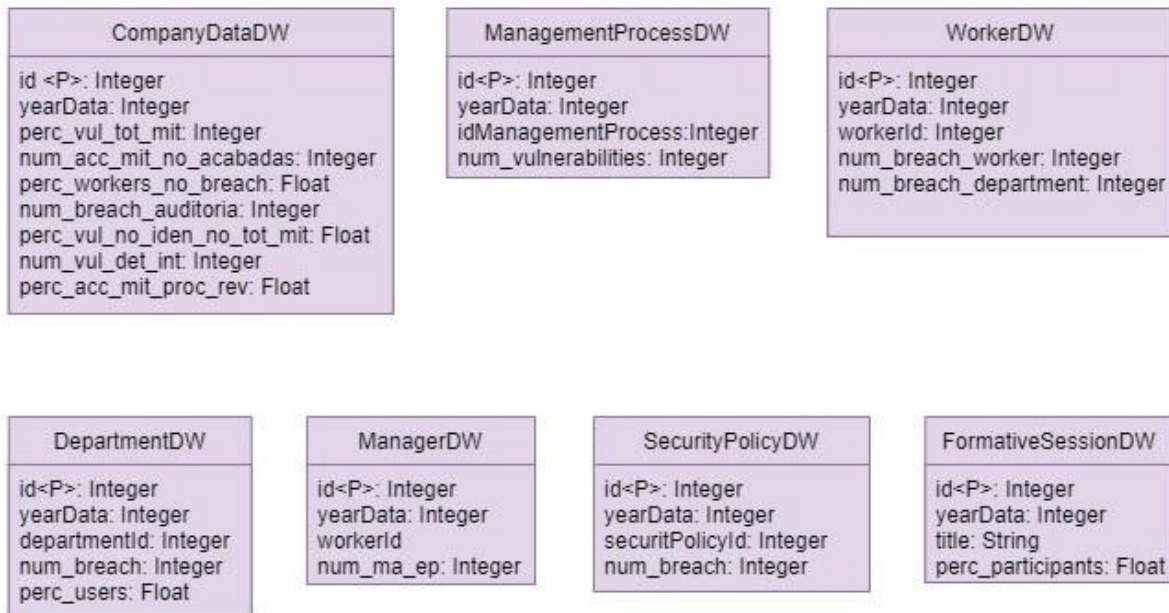 CompanyDataDW
id <P>: Integer
yearData: Integer
perc_vul_tot_mit: Integer
num_acc_mit_no_acabadas: Integer
perc_workers_no_breach: Float
num_breach_auditoria: Integer
perc_vul_no_iden_no_tot_mit: Float
num_vul_det_int: Integer
perc_acc_mit_proc_rev: Float
ManagementProcessDW
id<P>: Integer
yearData: Integer
idManagementProcess:Integer
num_vulnerabilities: Integer
WorkerDW
id<P>: Integer
yearData: Integer
workerId: Integer
num_breach_worker: Integer
num_breach_department: Integer
DepartmentDW
id<P>: Integer
yearData: Integer
departmentId: Integer
num_breach: Integer
perc_users: Float
ManagerDW
id<P>: Integer
yearData: Integer
workerId
num_ma_ep: Integer
SecurityPolicyDW
id<P>: Integer
yearData: Integer
securitPolicyId: Integer
num_breach: Integer
FormativeSessionDW
id<P>: Integer
yearData: Integer
title: String
perc_participants: Float